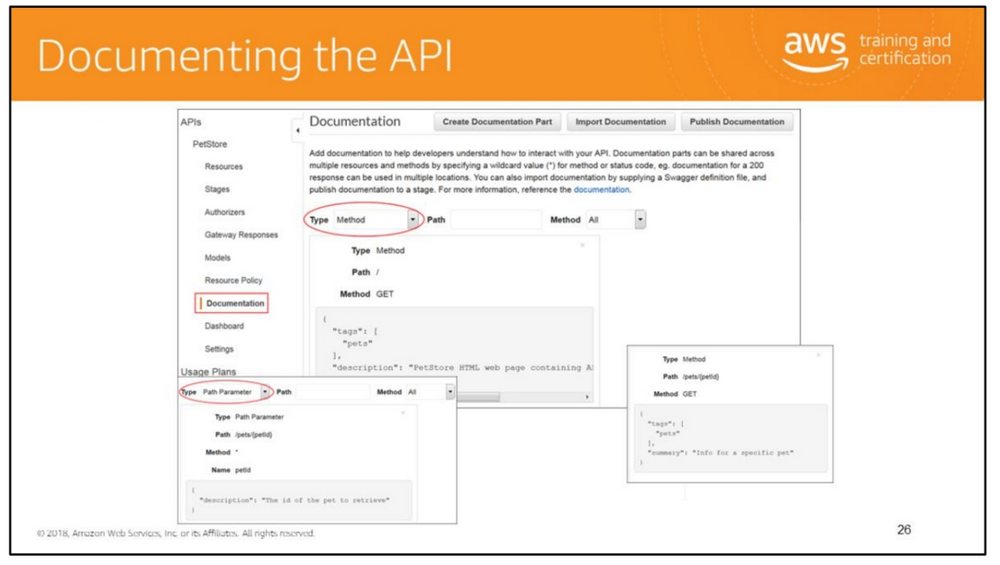 Documenting the API
aws training and certification
APIs
PetStore
Resources
Stages
Authorizers
Gateway Responses
Models
Resource Policy
Documentation
Dashboard
Settings
Usage Plans
Documentation
Create Documentation Part
Import Documentation
Publish Documentation
Add documentation to help developers understand how to interact with your API. Documentation parts can be shared across
multiple resources and methods by specifying a wildcard value (*) for method or status code, eg. documentation for a 200
response can be used in multiple locations. You can also import documentation by supplying a Swagger definition file, and
publish documentation to a stage. For more information, reference the documentation.
Type Method Path Method All
Type Method
Path /
Method GET
{
"tags": [
"pets"
],
"description": "PetStore HTML web page containing A
Type Path Parameter Path Method All
Type Path Parameter
Path /pets/{petId}
Method *
Name petId
{
"description": "The id of the pet to retrieve"
}
Type Method
Path /pets/{petId}
Method GET
{
"tags": [
"pets"
],
"summary": "Info for a specific pet"
}
© 2018, Amazon Web Services, Inc. or its Affiliates. All rights reserved.
26